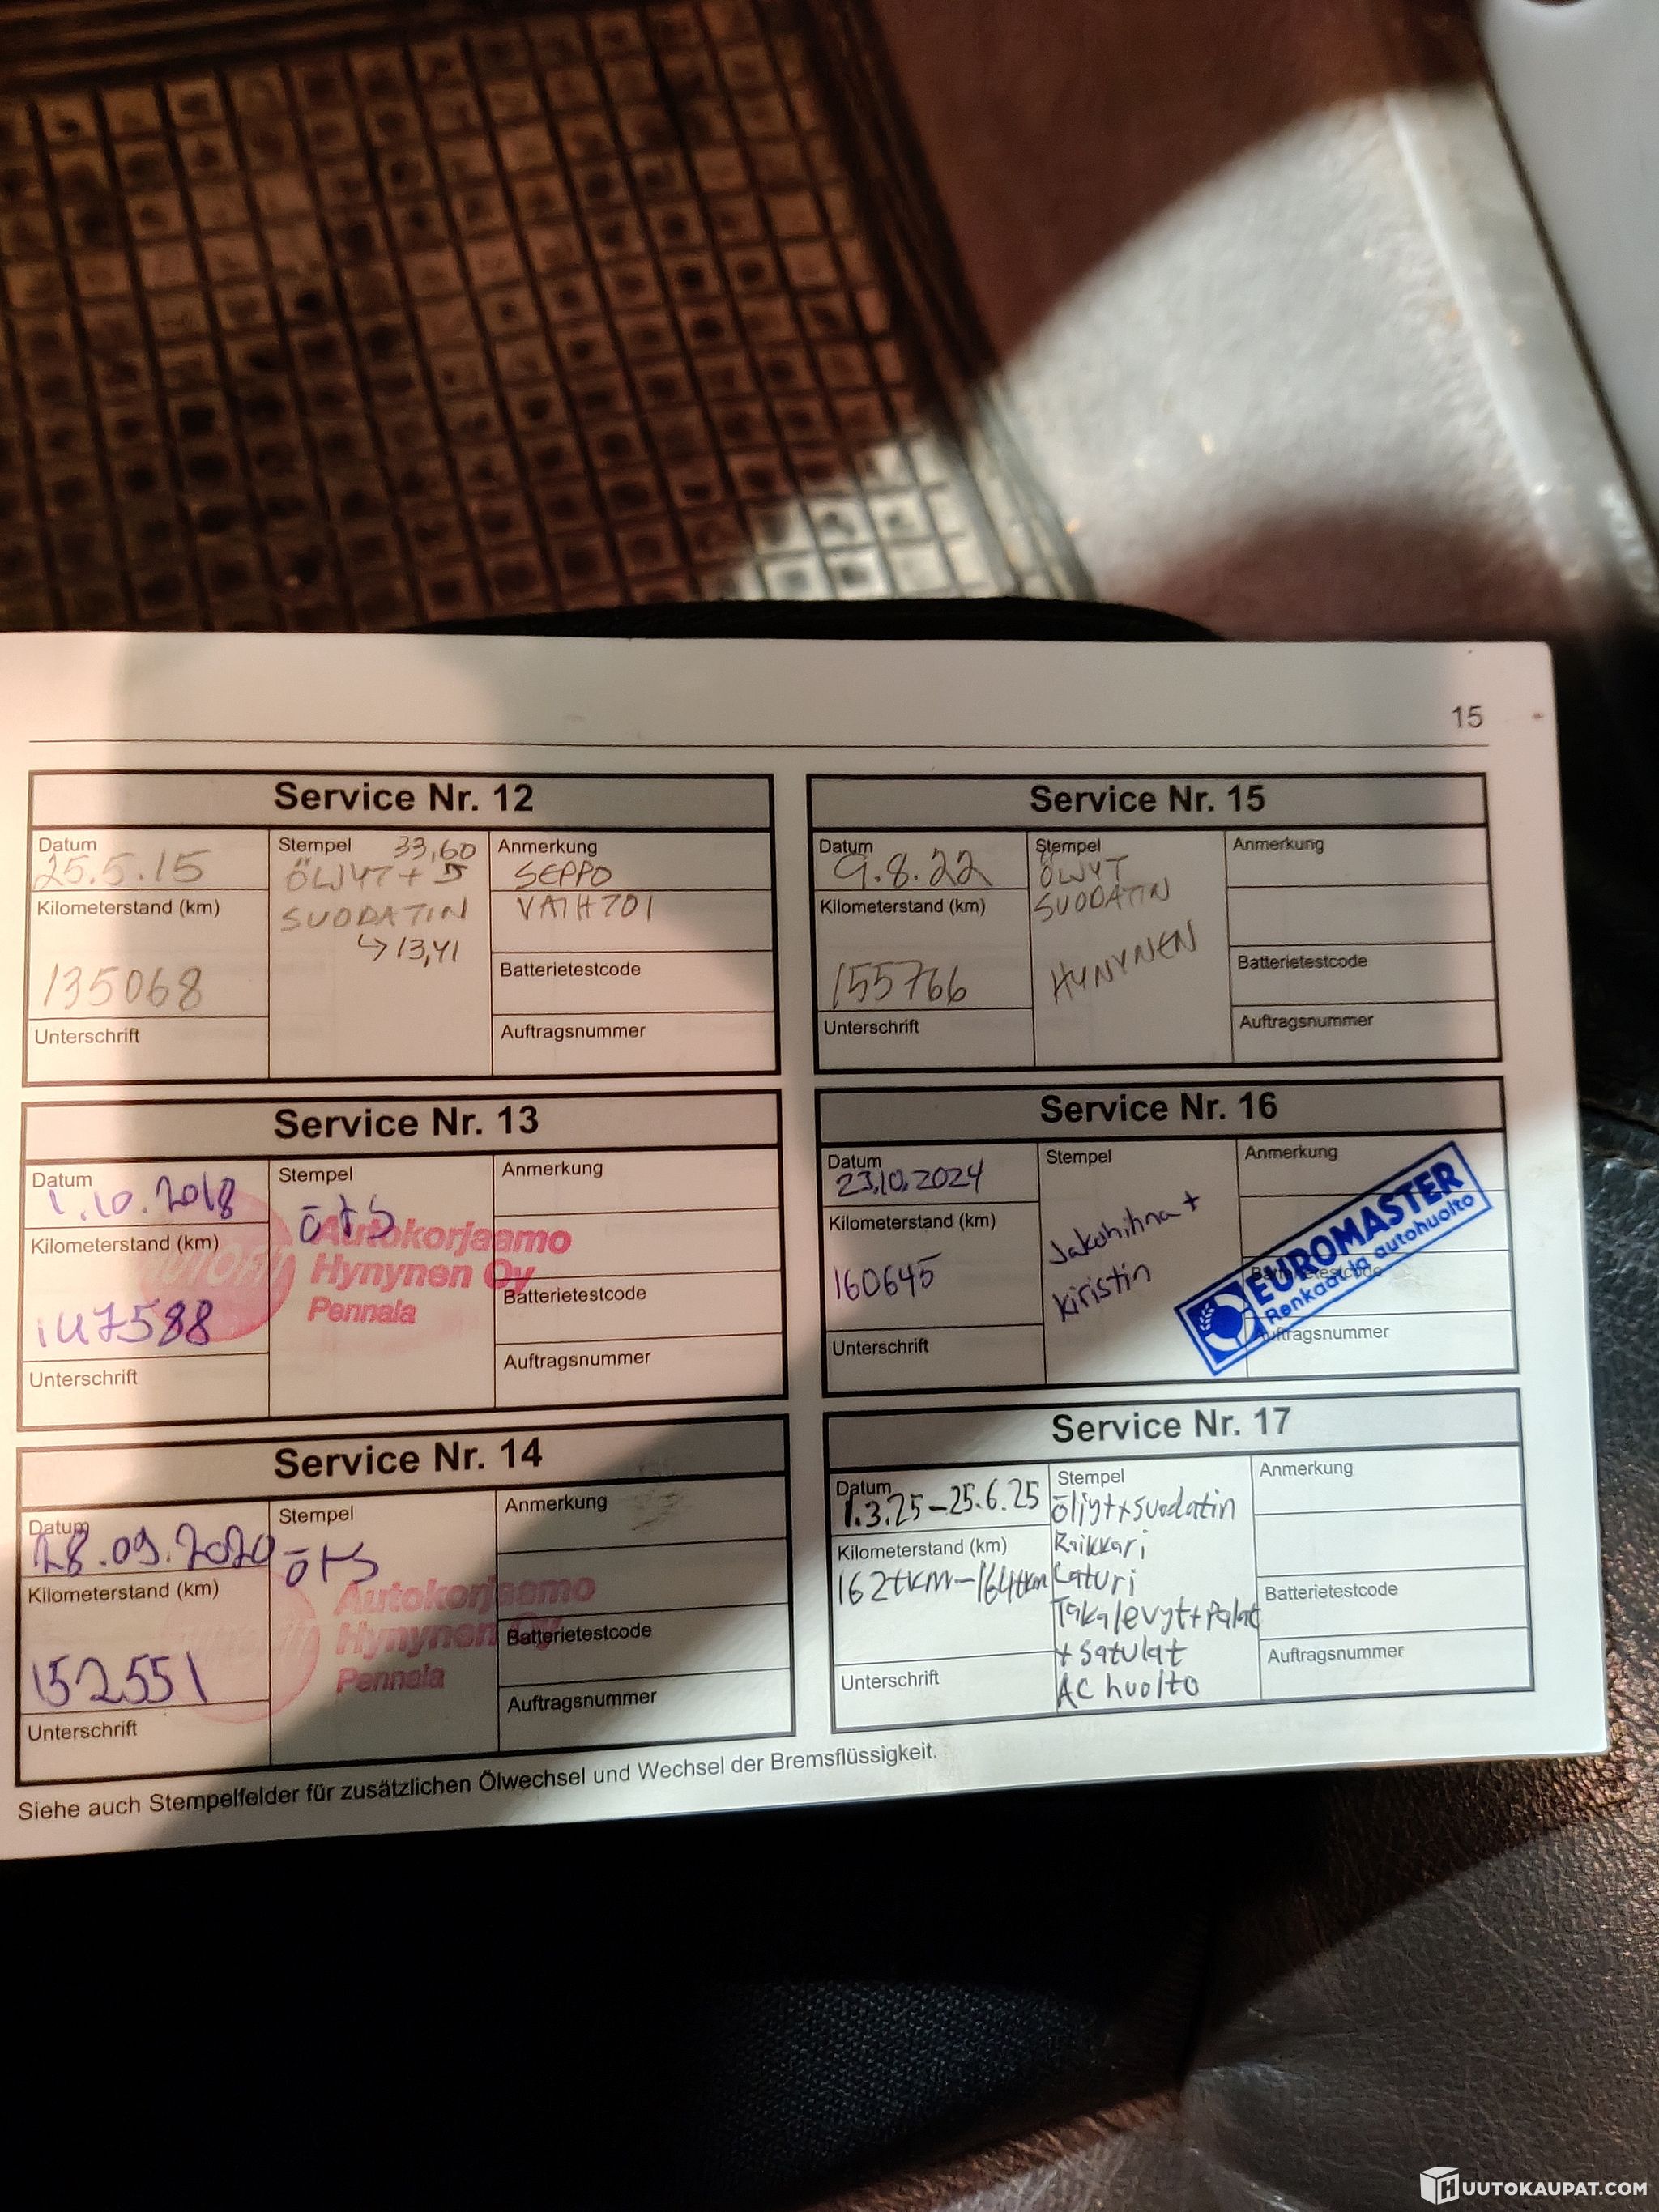 15
Service Nr. 12
Datum
25.5.15
Kilometerstand (km)
135068
Unterschrift
Stempel 33,60
ÖLJYT +
SUODATIN
↳ 13,41
Anmerkung
SEPPO
VAIHTOI
Batterietestcode
Auftragsnummer
Service Nr. 13
Datum
1.10.2018
Kilometerstand (km)
147588
Unterschrift
Stempel
Autokorjaamo
Hynynen Oy
Pennala
Anmerkung
Batterietestcode
Auftragsnummer
Service Nr. 14
Datum
28.09.2020
Kilometerstand (km)
152551
Unterschrift
Stempel
Autokorjaamo
Hynynen Oy
Pennala
Anmerkung
Batterietestcode
Auftragsnummer
Service Nr. 15
Datum
9.8.22
Kilometerstand (km)
155766
Unterschrift
Stempel
ÖLJYT
SUODATIN
HYNYNEN
Anmerkung
Batterietestcode
Auftragsnummer
Service Nr. 16
Datum
23.10.2024
Kilometerstand (km)
160645
Unterschrift
Stempel
Jakohihna +
kiristin
Anmerkung
EUROMASTER
Renkaat ja autohuolto
Batterietestcode
Auftragsnummer
Service Nr. 17
Datum
1.3.25-25.6.25
Kilometerstand (km)
162tkm-164tkm
Unterschrift
Stempel
öljyt+suodatin
Raikkari
Laturi
Takalevyt+Palat
+ satulat
AC huolto
Anmerkung
Batterietestcode
Auftragsnummer
Siehe auch Stempelfelder für zusätzlichen Ölwechsel und Wechsel der Bremsflüssigkeit.
HUUTOKAUPAT.COM